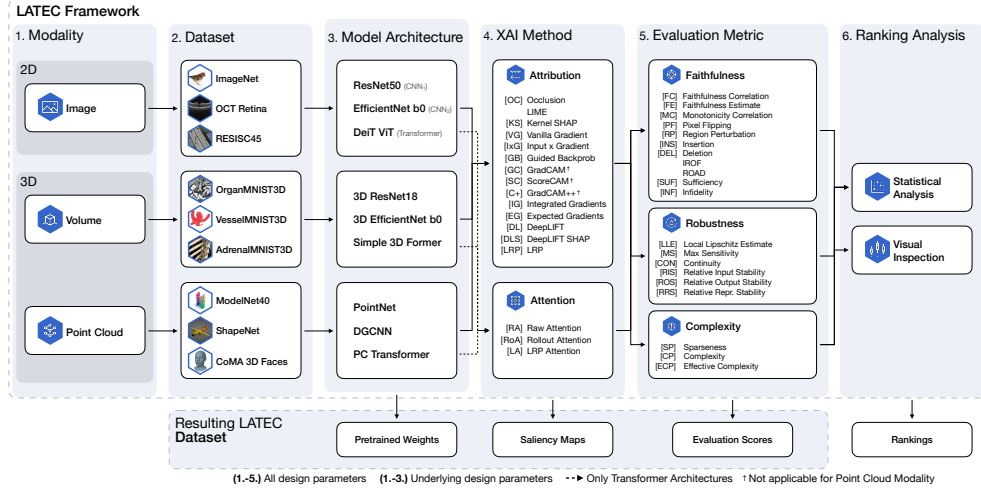 LATEC Framework
1. Modality
2D
Image
3D
Volume
Point Cloud
2. Dataset
ImageNet
OCT Retina
RESISC45
OrganMNIST3D
VesselMNIST3D
AdrenalMNIST3D
ModelNet40
ShapeNet
CoMA 3D Faces
3. Model Architecture
ResNet50 (CNN₁)
EfficientNet b0 (CNN₂)
DeiT ViT (Transformer)
3D ResNet18
3D EfficientNet b0
Simple 3D Former
PointNet
DGCNN
PC Transformer
4. XAI Method
Attribution
[OC] Occlusion
LIME
[KS] Kernel SHAP
[VG] Vanilla Gradient
[IxG] Input x Gradient
[GB] Guided Backprob
[GC] GradCAM†
[SC] ScoreCAM†
[C+] GradCAM++†
[IG] Integrated Gradients
[EG] Expected Gradients
[DL] DeepLIFT
[DLS] DeepLIFT SHAP
[LRP] LRP
Attention
[RA] Raw Attention
[RoA] Rollout Attention
[LA] LRP Attention
5. Evaluation Metric
Faithfulness
[FC] Faithfulness Correlation
[FE] Faithfulness Estimate
[MC] Monotonicity Correlation
[PF] Pixel Flipping
[RP] Region Perturbation
[INS] Insertion
[DEL] Deletion
IROF
ROAD
[SUF] Sufficiency
[INF] Infidelity
Robustness
[LLE] Local Lipschitz Estimate
[MS] Max Sensitivity
[CON] Continuity
[RIS] Relative Input Stability
[ROS] Relative Output Stability
[RRS] Relative Repr. Stability
Complexity
[SP] Sparseness
[CP] Complexity
[ECP] Effective Complexity
6. Ranking Analysis
Statistical
Analysis
Visual
Inspection
Resulting LATEC
Dataset
Pretrained Weights
Saliency Maps
Evaluation Scores
Rankings
(1.-5.) All design parameters (1.-3.) Underlying design parameters Only Transformer Architectures † Not applicable for Point Cloud Modality